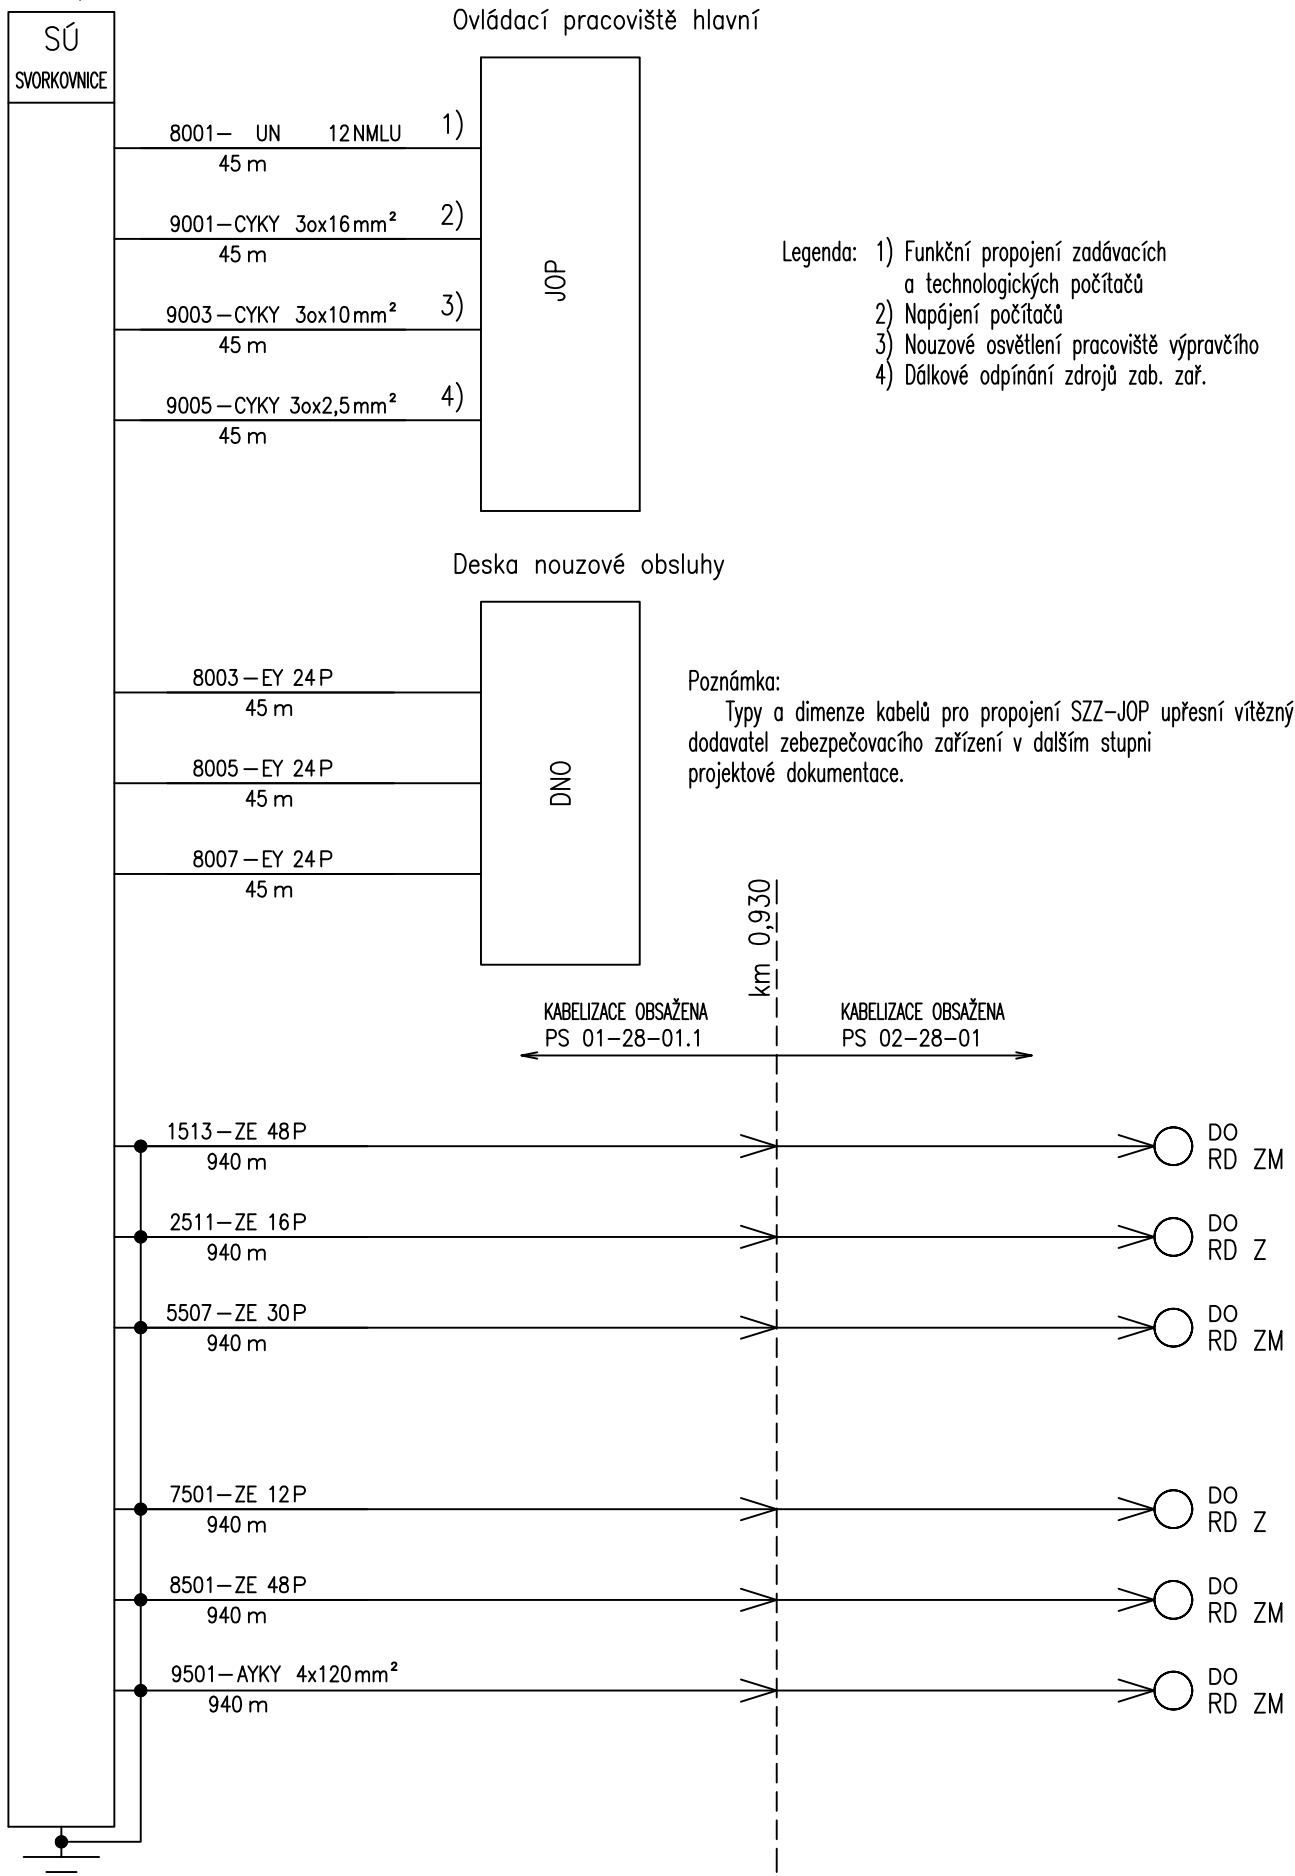 SÚ
SVORKOVNICE
Ovládací pracoviště hlavní
8001– UN 12NMLU 1)
45 m
9001–CYKY 3ox16mm² 2)
45 m
9003–CYKY 3ox10mm² 3)
45 m
9005–CYKY 3ox2,5mm² 4)
45 m
JOP
Legenda: 1) Funkční propojení zadávacích
a technologických počítačů
2) Napájení počítačů
3) Nouzové osvětlení pracoviště výpravčího
4) Dálkové odpínání zdrojů zab. zař.
Deska nouzové obsluhy
8003–EY 24P
45 m
8005–EY 24P
45 m
8007–EY 24P
45 m
DNO
Poznámka:
Typy a dimenze kabelů pro propojení SZZ–JOP upřesní vítězný
dodavatel zebezpečovacího zařízení v dalším stupni
projektové dokumentace.
km 0,930
KABELIZACE OBSAŽENA
PS 01–28–01.1
KABELIZACE OBSAŽENA
PS 02–28–01
1513–ZE 48P
940 m
DO
RD ZM
2511–ZE 16P
940 m
DO
RD Z
5507–ZE 30P
940 m
DO
RD ZM
7501–ZE 12P
940 m
DO
RD Z
8501–ZE 48P
940 m
DO
RD ZM
9501–AYKY 4x120mm²
940 m
DO
RD ZM